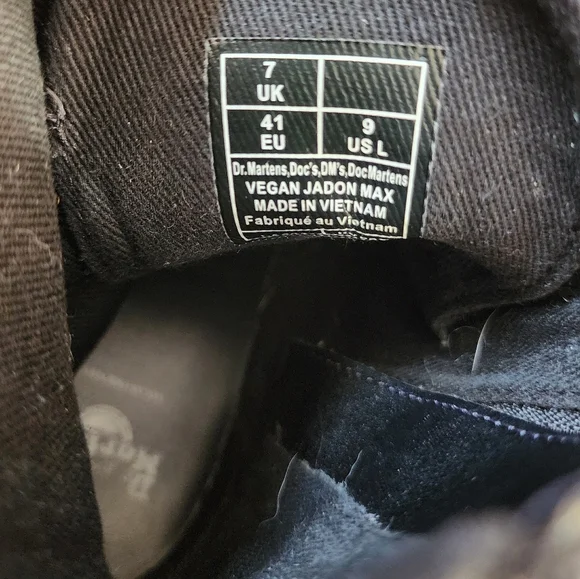 7
UK
41 9
EU US L
Dr.Martens,Doc's,DM's,DocMartens
VEGAN JADON MAX
MADE IN VIETNAM
Fabriqué au Vietnam